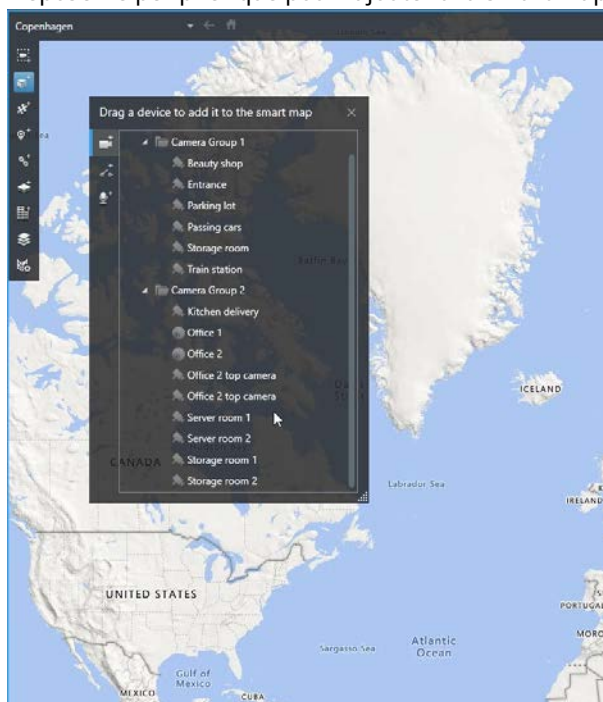 Copenhagen
Drag a device to add it to the smart map
Camera Group 1
Beauty shop
Entrance
Parking lot
Passing cars
Storage room
Train station
Camera Group 2
Kitchen delivery
Office 1
Office 2
Office 2 top camera
Office 2 top camera
Server room 1
Server room 2
Storage room 1
Storage room 2
CANADA
ICELAND
Labrador Sea
UNITED STATES
Sargasso Sea
Atlantic
Ocean
Gulf of
Mexico
MEXICO
CUBA